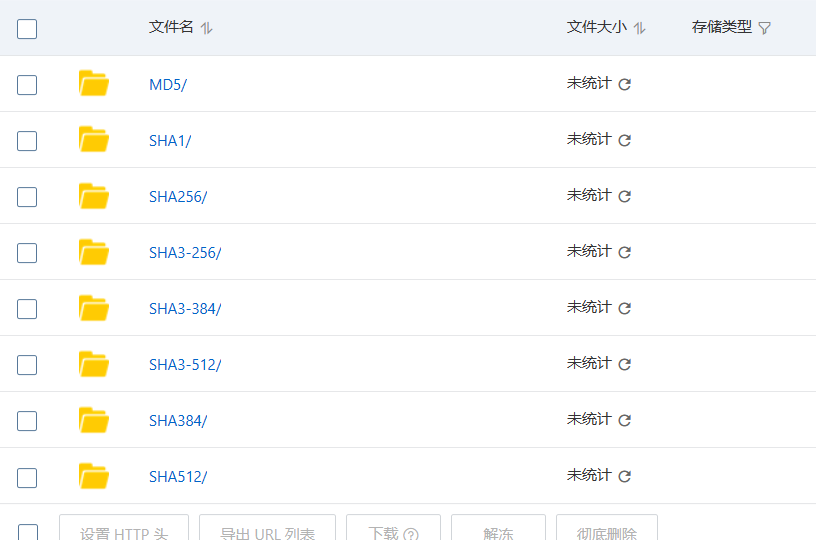 文件名 文件大小 存储类型
MD5/ 未统计
SHA1/ 未统计
SHA256/ 未统计
SHA3-256/ 未统计
SHA3-384/ 未统计
SHA3-512/ 未统计
SHA384/ 未统计
SHA512/ 未统计
设置 HTTP 头 导出 URL 列表 下载 解冻 彻底删除